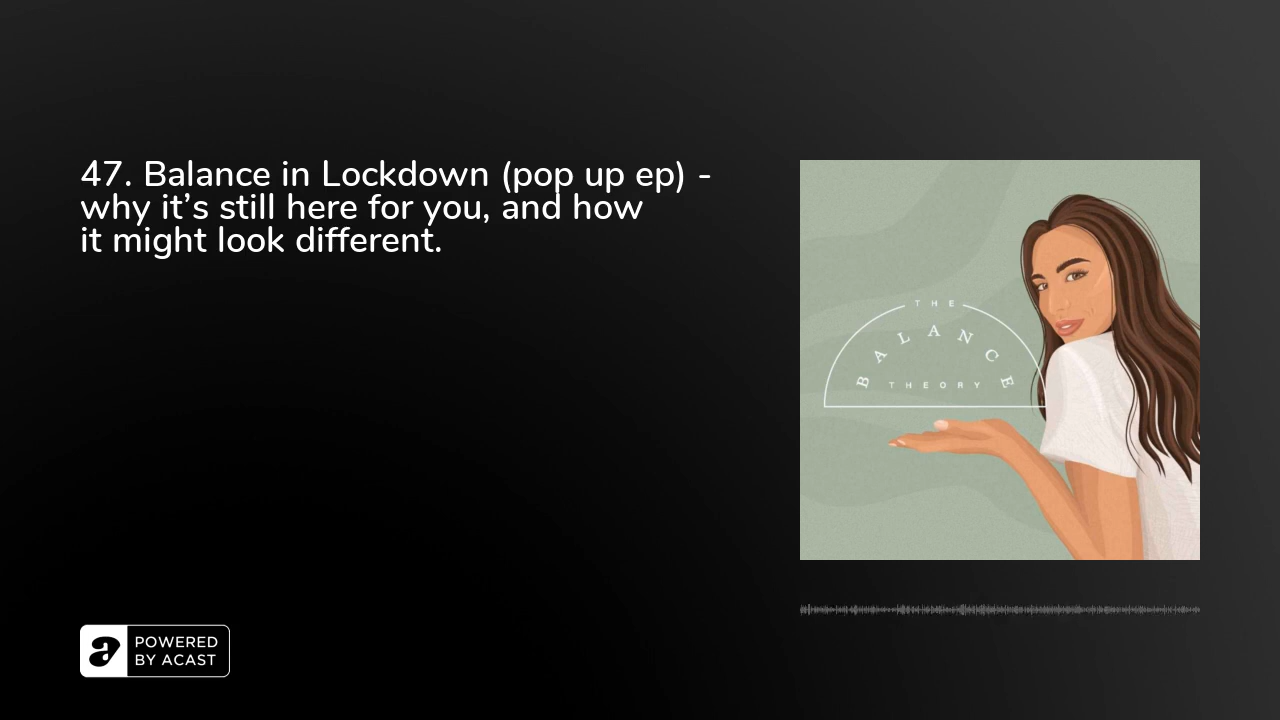 47. Balance in Lockdown (pop up ep) -
why it’s still here for you, and how
it might look different.
THE
BALANCE
THEORY
POWERED
BY ACAST